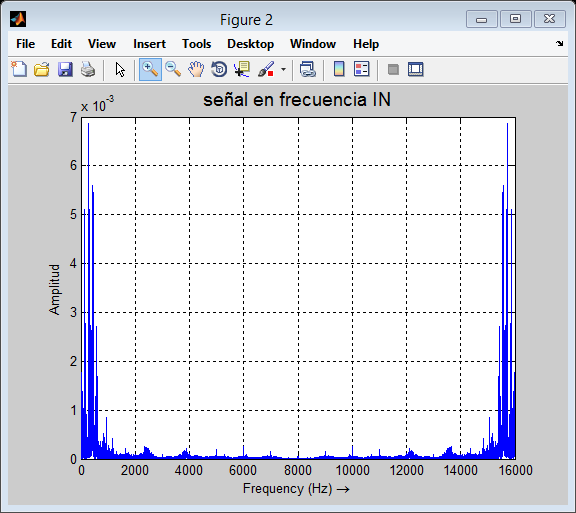 Figure 2
File Edit View Insert Tools Desktop Window Help
señal en frecuencia IN
x 10^-3
7
6
5
4
3
2
1
0
Amplitud
0 2000 4000 6000 8000 10000 12000 14000 16000
Frequency (Hz) →